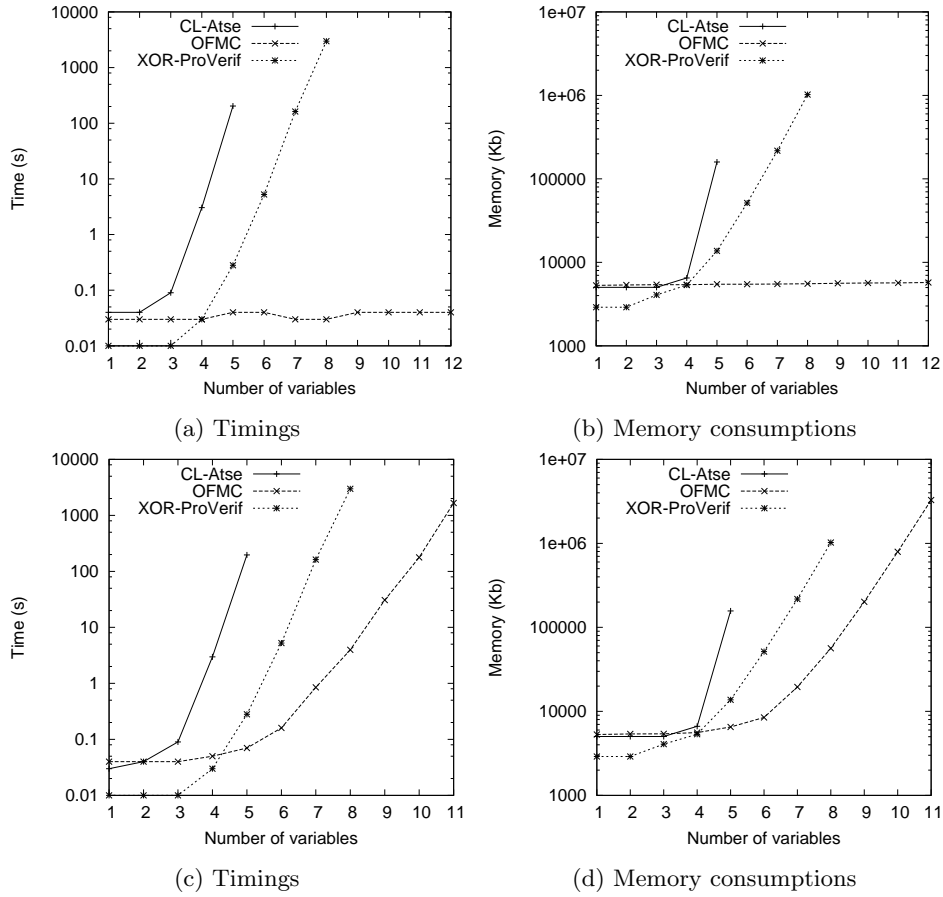 10000
1000
100
10
1
0.1
0.01
Time (s)
CL-Atse
OFMC
XOR-ProVerif
1 2 3 4 5 6 7 8 9 10 11 12
Number of variables
(a) Timings
1e+07
1e+06
100000
10000
1000
Memory (Kb)
CL-Atse
OFMC
XOR-ProVerif
1 2 3 4 5 6 7 8 9 10 11 12
Number of variables
(b) Memory consumptions
10000
1000
100
10
1
0.1
0.01
Time (s)
CL-Atse
OFMC
XOR-ProVerif
1 2 3 4 5 6 7 8 9 10 11
Number of variables
(c) Timings
1e+07
1e+06
100000
10000
1000
Memory (Kb)
CL-Atse
OFMC
XOR-ProVerif
1 2 3 4 5 6 7 8 9 10 11
Number of variables
(d) Memory consumptions